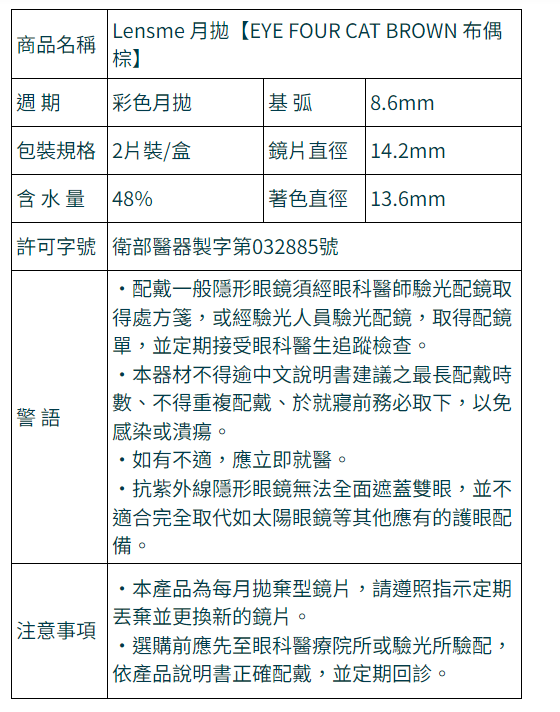 商品名稱
Lensme 月拋【EYE FOUR CAT BROWN 布偶
棕】
週 期
彩色月拋
基 弧
8.6mm
包裝規格
2片裝/盒
鏡片直徑
14.2mm
含 水 量
48%
著色直徑
13.6mm
許可字號
衛部醫器製字第032885號
警 語
・配戴一般隱形眼鏡須經眼科醫師驗光配鏡取
得處方箋，或經驗光人員驗光配鏡，取得配鏡
單，並定期接受眼科醫生追蹤檢查。
・本器材不得逾中文說明書建議之最長配戴時
數、不得重複配戴、於就寢前務必取下，以免
感染或潰瘍。
・如有不適，應立即就醫。
・抗紫外線隱形眼鏡無法全面遮蓋雙眼，並不
適合完全取代如太陽眼鏡等其他應有的護眼配
備。
注意事項
・本產品為每月拋棄型鏡片，請遵照指示定期
丟棄並更換新的鏡片。
・選購前應先至眼科醫療院所或驗光所驗配，
依產品說明書正確配戴，並定期回診。